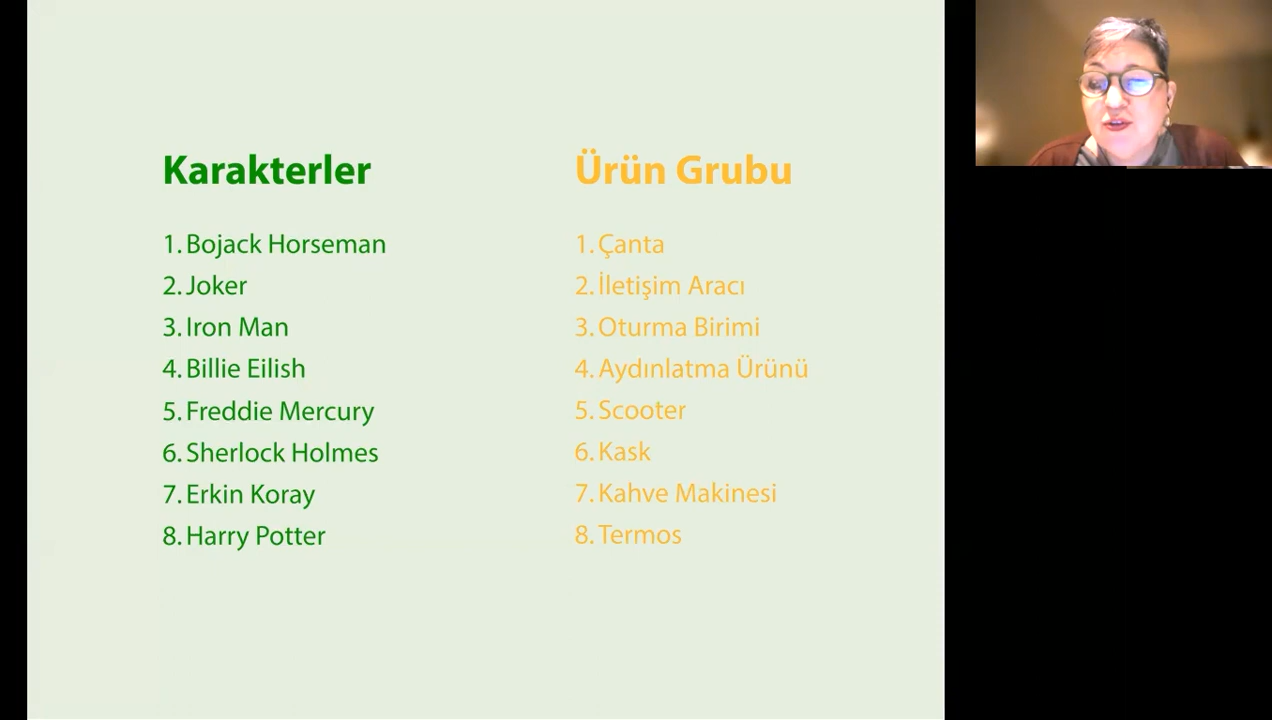 Karakterler
1. Bojack Horseman
2. Joker
3. Iron Man
4. Billie Eilish
5. Freddie Mercury
6. Sherlock Holmes
7. Erkin Koray
8. Harry Potter
Ürün Grubu
1. Çanta
2. İletişim Aracı
3. Oturma Birimi
4. Aydınlatma Ürünü
5. Scooter
6. Kask
7. Kahve Makinesi
8. Termos